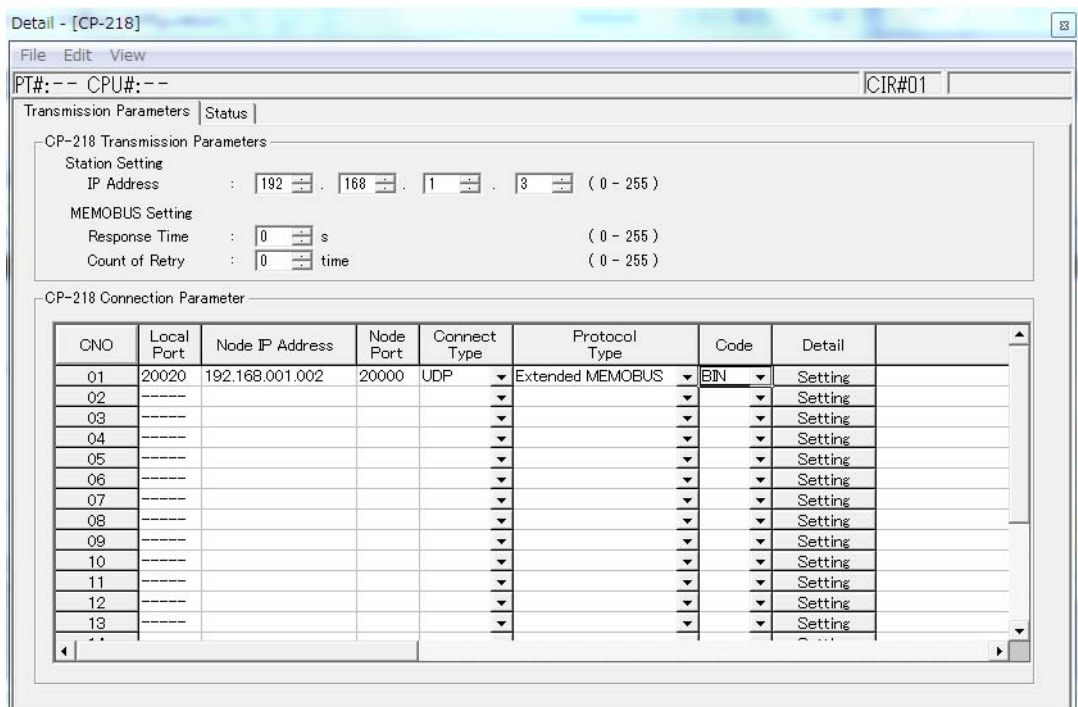 Detail - [CP-218]
File Edit View
PT#:-- CPU#:-- CIR#01
Transmission Parameters Status
CP-218 Transmission Parameters
Station Setting
IP Address : 192 . 168 . 1 . 3 ( 0 - 255 )
MEMOBUS Setting
Response Time : 0 s ( 0 - 255 )
Count of Retry : 0 time ( 0 - 255 )
CP-218 Connection Parameter
CNO Local Port Node IP Address Node Port Connect Type Protocol Type Code Detail
01 20020 192.168.001.002 20000 UDP Extended MEMOBUS BIN Setting
02 ----- Setting
03 ----- Setting
04 ----- Setting
05 ----- Setting
06 ----- Setting
07 ----- Setting
08 ----- Setting
09 ----- Setting
10 ----- Setting
11 ----- Setting
12 ----- Setting
13 ----- Setting